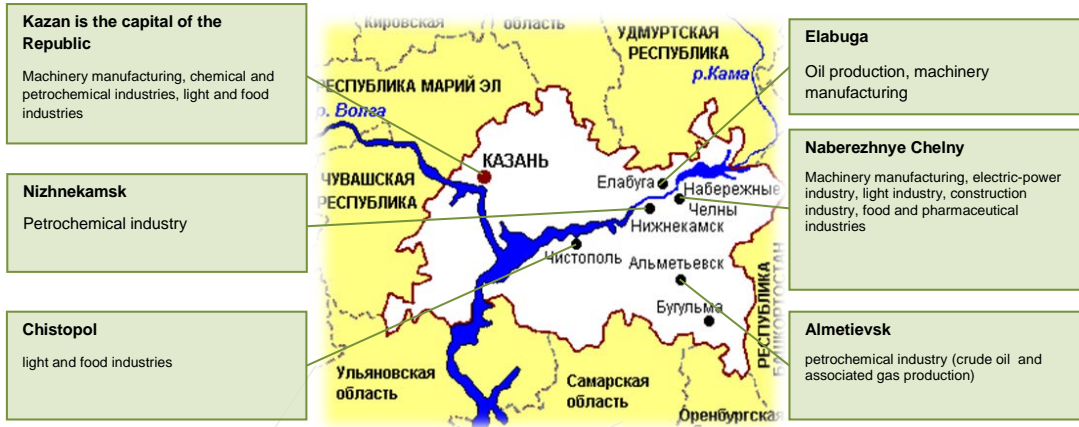 Kazan is the capital of the
Republic
Machinery manufacturing, chemical and
petrochemical industries, light and food
industries
Nizhnekamsk
Petrochemical industry
Chistopol
light and food industries
Кировская
область
УДМУРТСКАЯ
РЕСПУБЛИКА
р.Кама
РЕСПУБЛИКА МАРИЙ ЭЛ
р. Волга
КАЗАНЬ
ЧУВАШСКАЯ
РЕСПУБЛИКА
Елабуга
Набережные
Челны
Нижнекамск
Чистополь
Альметьевск
Бугульма
РЕСПУБЛИКА
БАШКОРТОСТАН
Ульяновская
область
Самарская
область
Оренбургская
Elabuga
Oil production, machinery
manufacturing
Naberezhnye Chelny
Machinery manufacturing, electric-power
industry, light industry, construction
industry, food and pharmaceutical
industries
Almetievsk
petrochemical industry (crude oil and
associated gas production)